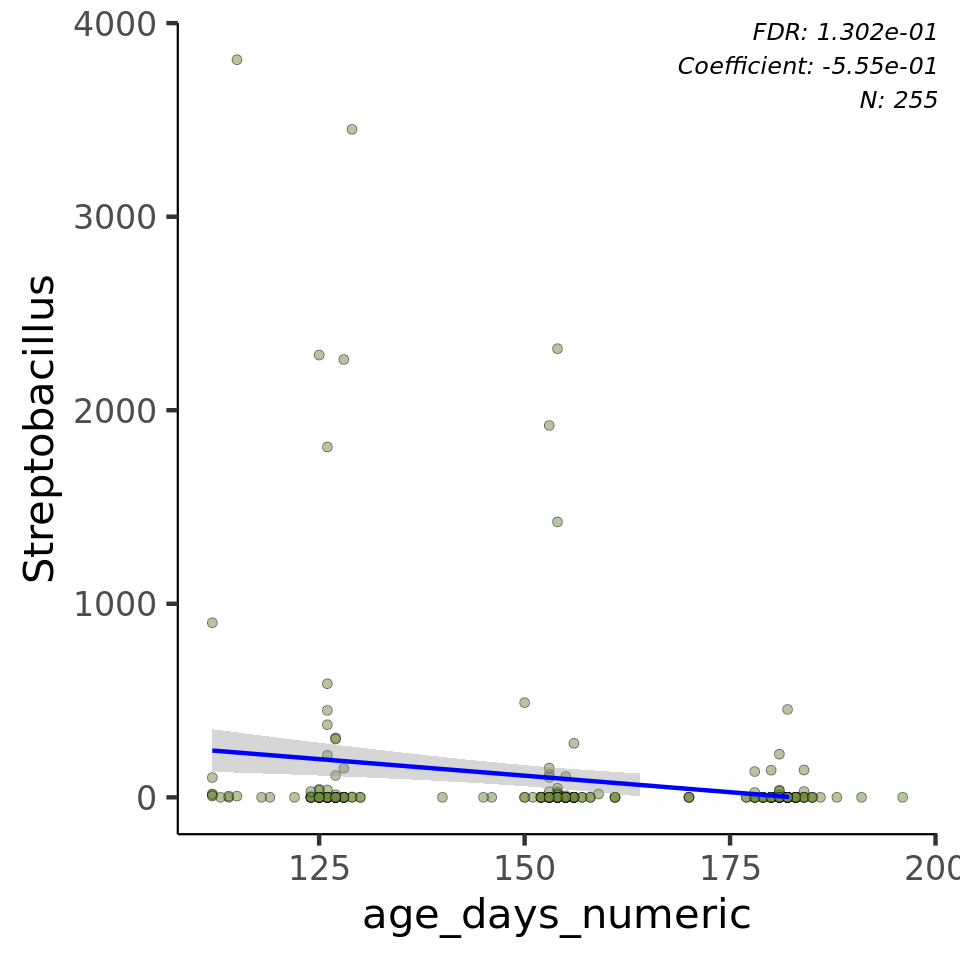 FDR: 1.302e-01
Coefficient: -5.55e-01
N: 255
4000
3000
2000
1000
0
Streptobacillus
125 150 175 200
age_days_numeric